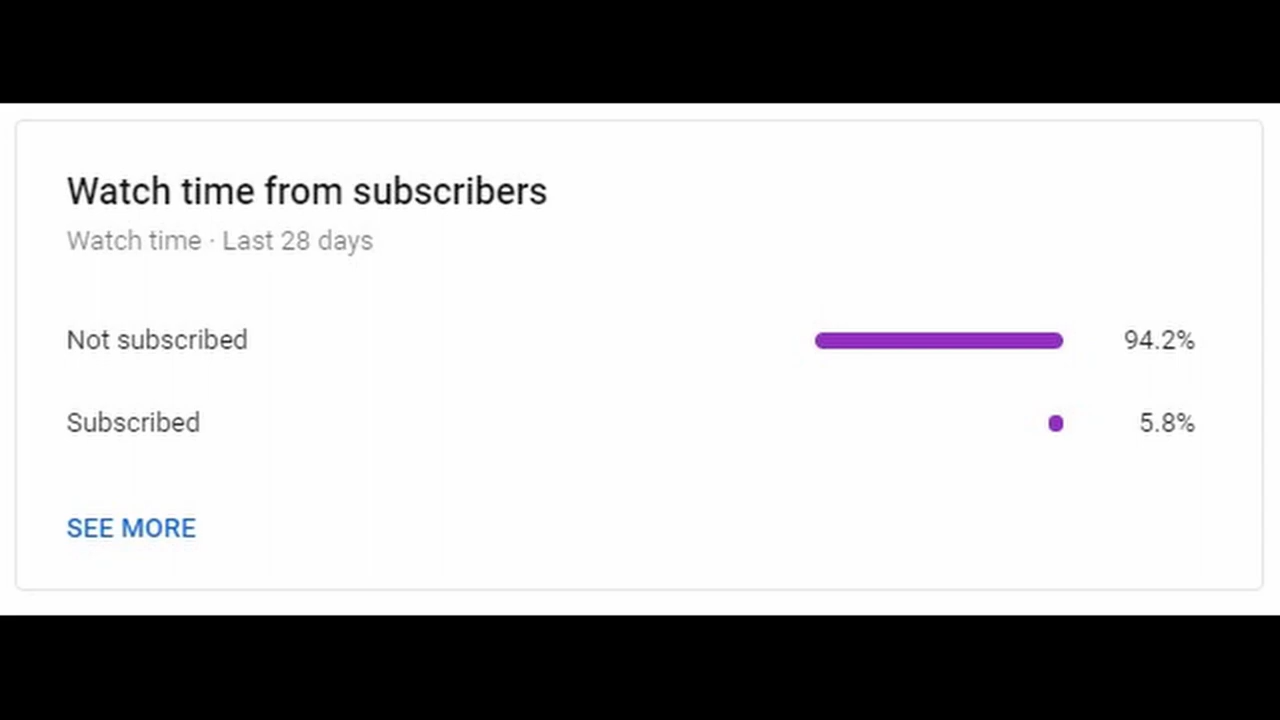 Watch time from subscribers
Watch time · Last 28 days
Not subscribed 94.2%
Subscribed 5.8%
SEE MORE